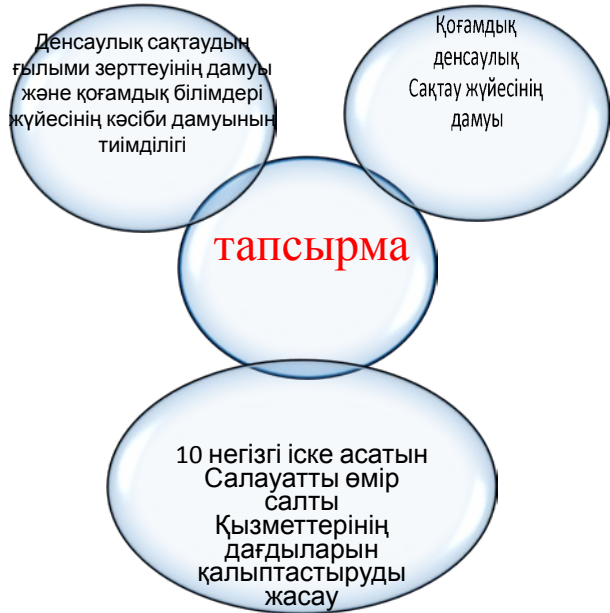 Денсаулық сақтаудың
ғылыми зерттеуінің дамуы
және қоғамдық білімдері
жүйесінің кәсіби дамуының
тиімділігі
Қоғамдық
денсаулық
Сақтау жүйесінің
дамуы
тапсырма
10 негізгі іске асатын
Салауатты өмір
салты
Қызметтерінің
дағдыларын
қалыптастыруды
жасау